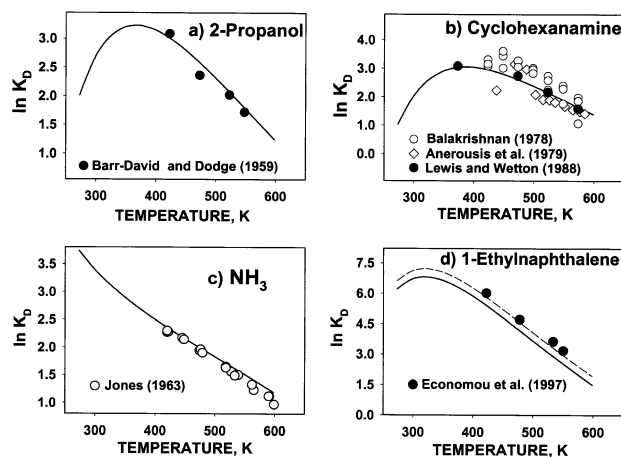 a) 2-Propanol
ln K_D
3.0
2.5
2.0
1.5
1.0
Barr-David and Dodge (1959)
300 400 500 600
TEMPERATURE, K
b) Cyclohexanamine
ln K_D
4.0
3.0
2.0
1.0
0.0
Balakrishnan (1978)
Anerousis et al. (1979)
Lewis and Wetton (1988)
300 400 500 600
TEMPERATURE, K
c) NH3
ln K_D
3.5
3.0
2.5
2.0
1.5
1.0
Jones (1963)
300 400 500 600
TEMPERATURE, K
d) 1-Ethylnaphthalene
ln K_D
7.5
6.0
4.5
3.0
1.5
0.0
Economou et al. (1997)
300 400 500 600
TEMPERATURE, K